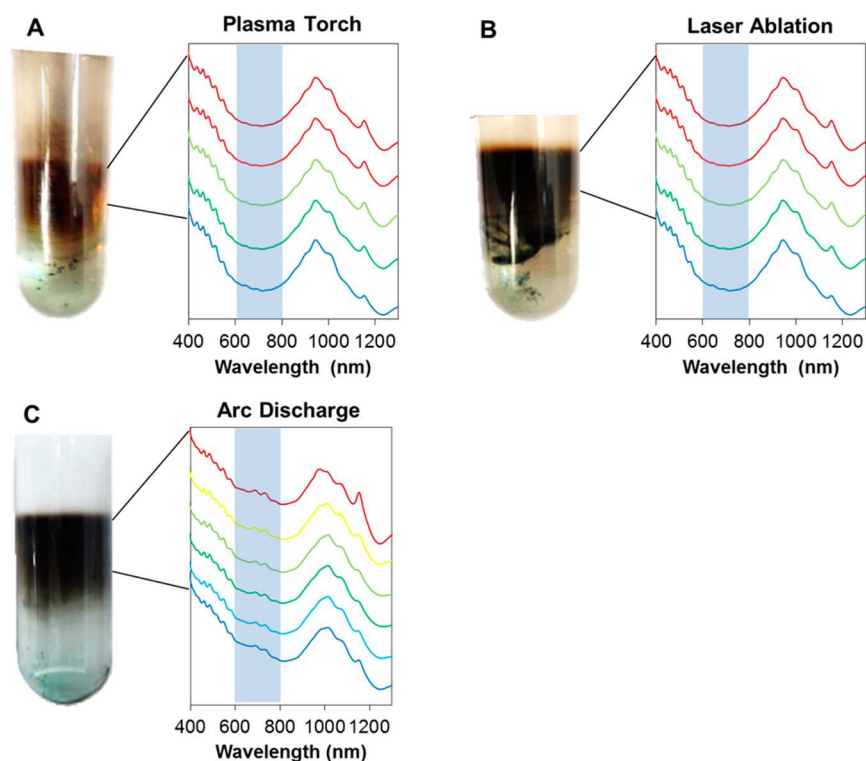 A
Plasma Torch
400 600 800 1000 1200
Wavelength (nm)
B
Laser Ablation
400 600 800 1000 1200
Wavelength (nm)
C
Arc Discharge
400 600 800 1000 1200
Wavelength (nm)